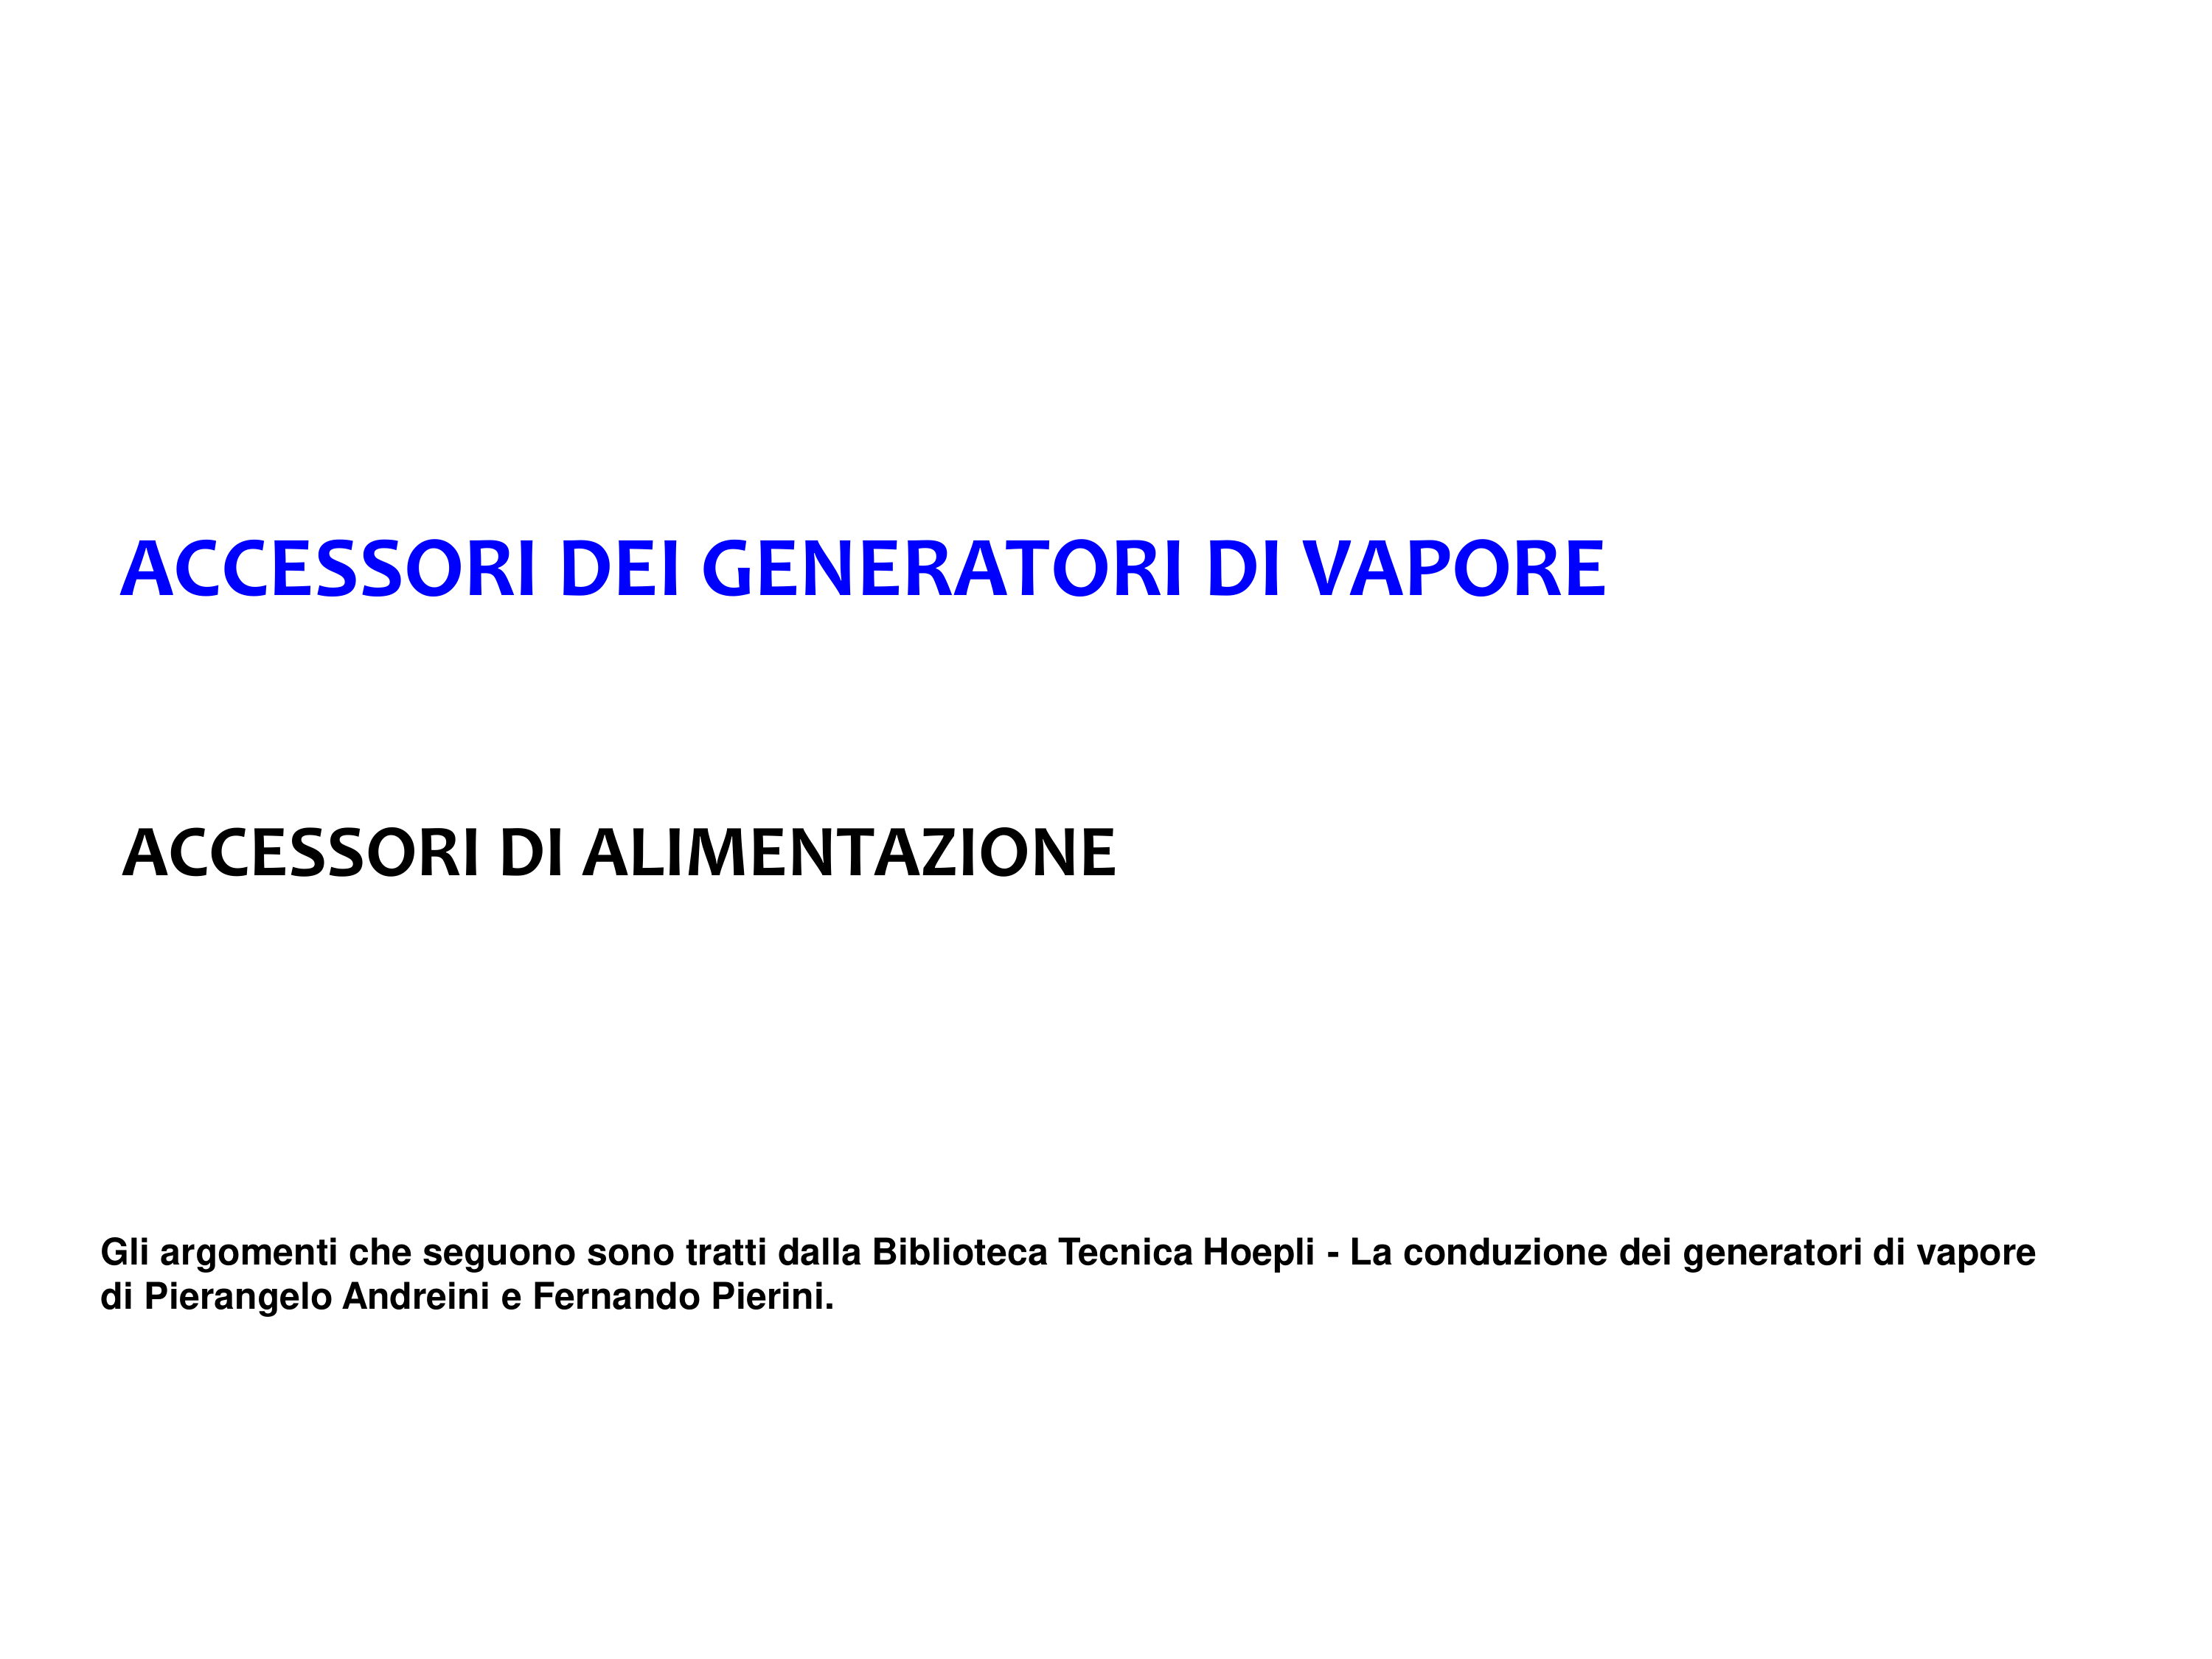 ACCESSORI DEI GENERATORI DI VAPORE
ACCESSORI DI ALIMENTAZIONE
Gli argomenti che seguono sono tratti dalla Biblioteca Tecnica Hoepli - La conduzione dei generatori di vapore
di Pierangelo Andreini e Fernando Pierini.